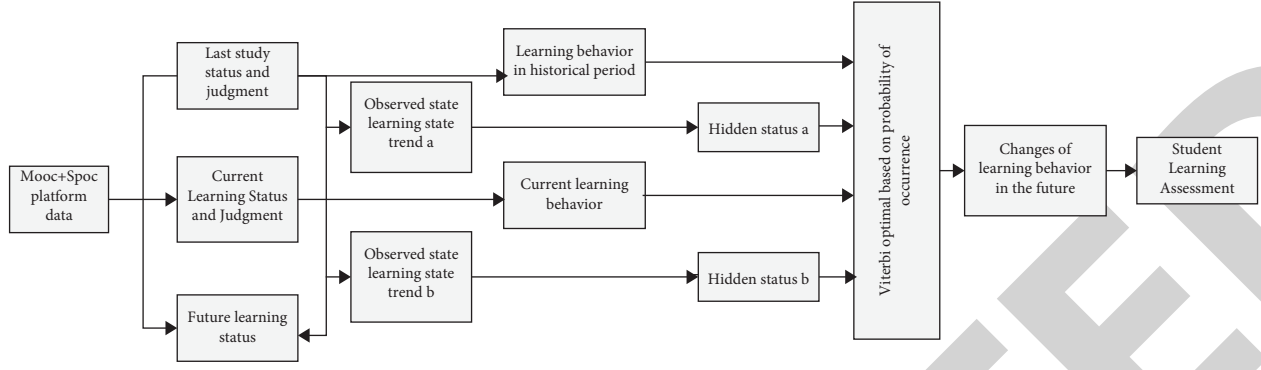 Mooc+Spoc
platform
data
Last study
status and
judgment
Current
Learning Status
and Judgment
Future learning
status
Observed state
learning state
trend a
Observed state
learning state
trend b
Learning behavior
in historical period
Current learning
behavior
Hidden status a
Hidden status b
Viterbi optimal based on probability of
occurrence
Changes of
learning behavior
in the future
Student
Learning
Assessment